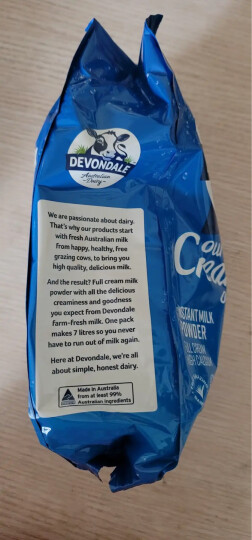 DEVONDALE
Australian
Dairy
We are passionate about dairy.
That's why our products start
with fresh Australian milk
from happy, healthy, free
grazing cows, to bring you
high quality, delicious milk.
And the result? Full cream milk
powder with all the delicious
creaminess and goodness
you expect from Devondale
farm-fresh milk. One pack
makes 7 litres so you never
have to run out of milk again.
Here at Devondale, we're all
about simple, honest dairy.
Made in Australia
from at least 99%
Australian ingredients
INSTANT MILK
POWDER